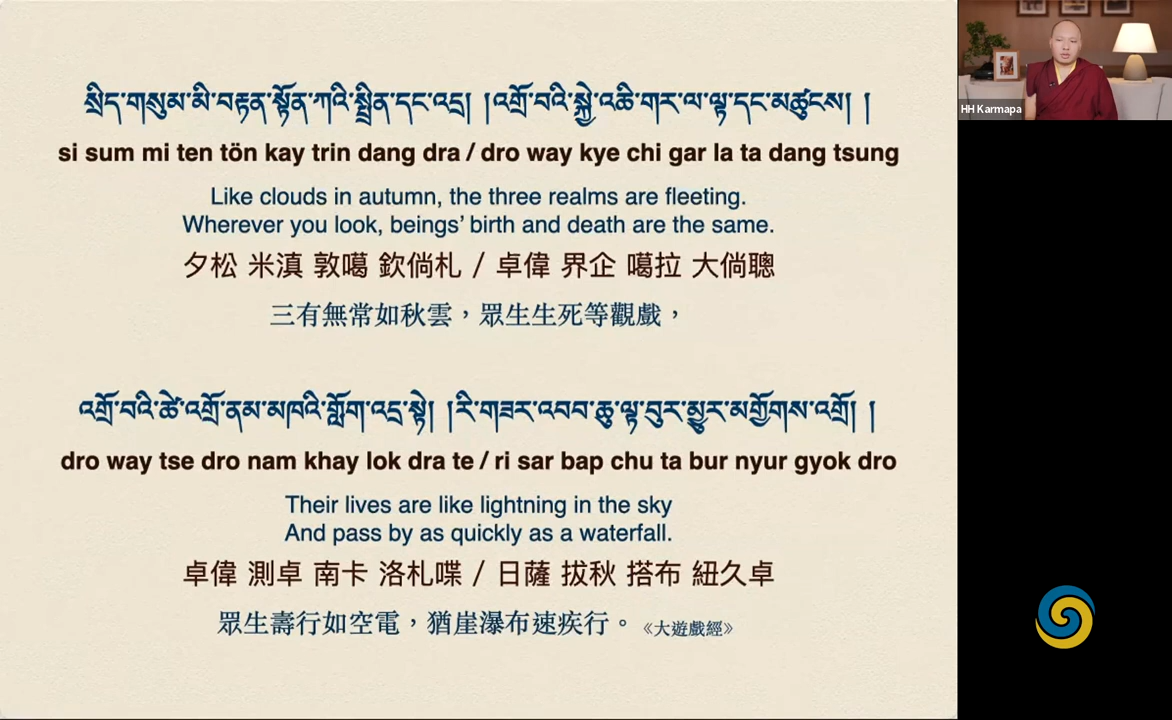 སྲིད་གསུམ་མི་བརྟན་སྟོན་ཀའི་སྤྲིན་དང་འདྲ། །འགྲོ་བའི་སྐྱེ་འཆི་གར་ལ་ལྟ་དང་མཚུངས། །
si sum mi ten tön kay trin dang dra / dro way kye chi gar la ta dang tsung
Like clouds in autumn, the three realms are fleeting.
Wherever you look, beings’ birth and death are the same.
夕松 米滇 敦噶 欽倘札 / 卓偉 界企 噶拉 大倘聰
三有無常如秋雲，眾生生死等觀戲，
འགྲོ་བའི་ཚེ་འགྲོ་ནམ་མཁའི་གློག་འདྲ་སྟེ། །རི་གཟར་འབབ་ཆུ་ལྟ་བུར་མྱུར་མགྱོགས་འགྲོ། །
dro way tse dro nam khay lok dra te / ri sar bap chu ta bur nyur gyok dro
Their lives are like lightning in the sky
And pass by as quickly as a waterfall.
卓偉 測卓 南卡 洛札喋 / 日薩 拔秋 搭布 紐久卓
眾生壽行如空電，猶崖瀑布速疾行。《大遊戲經》
HH Karmapa